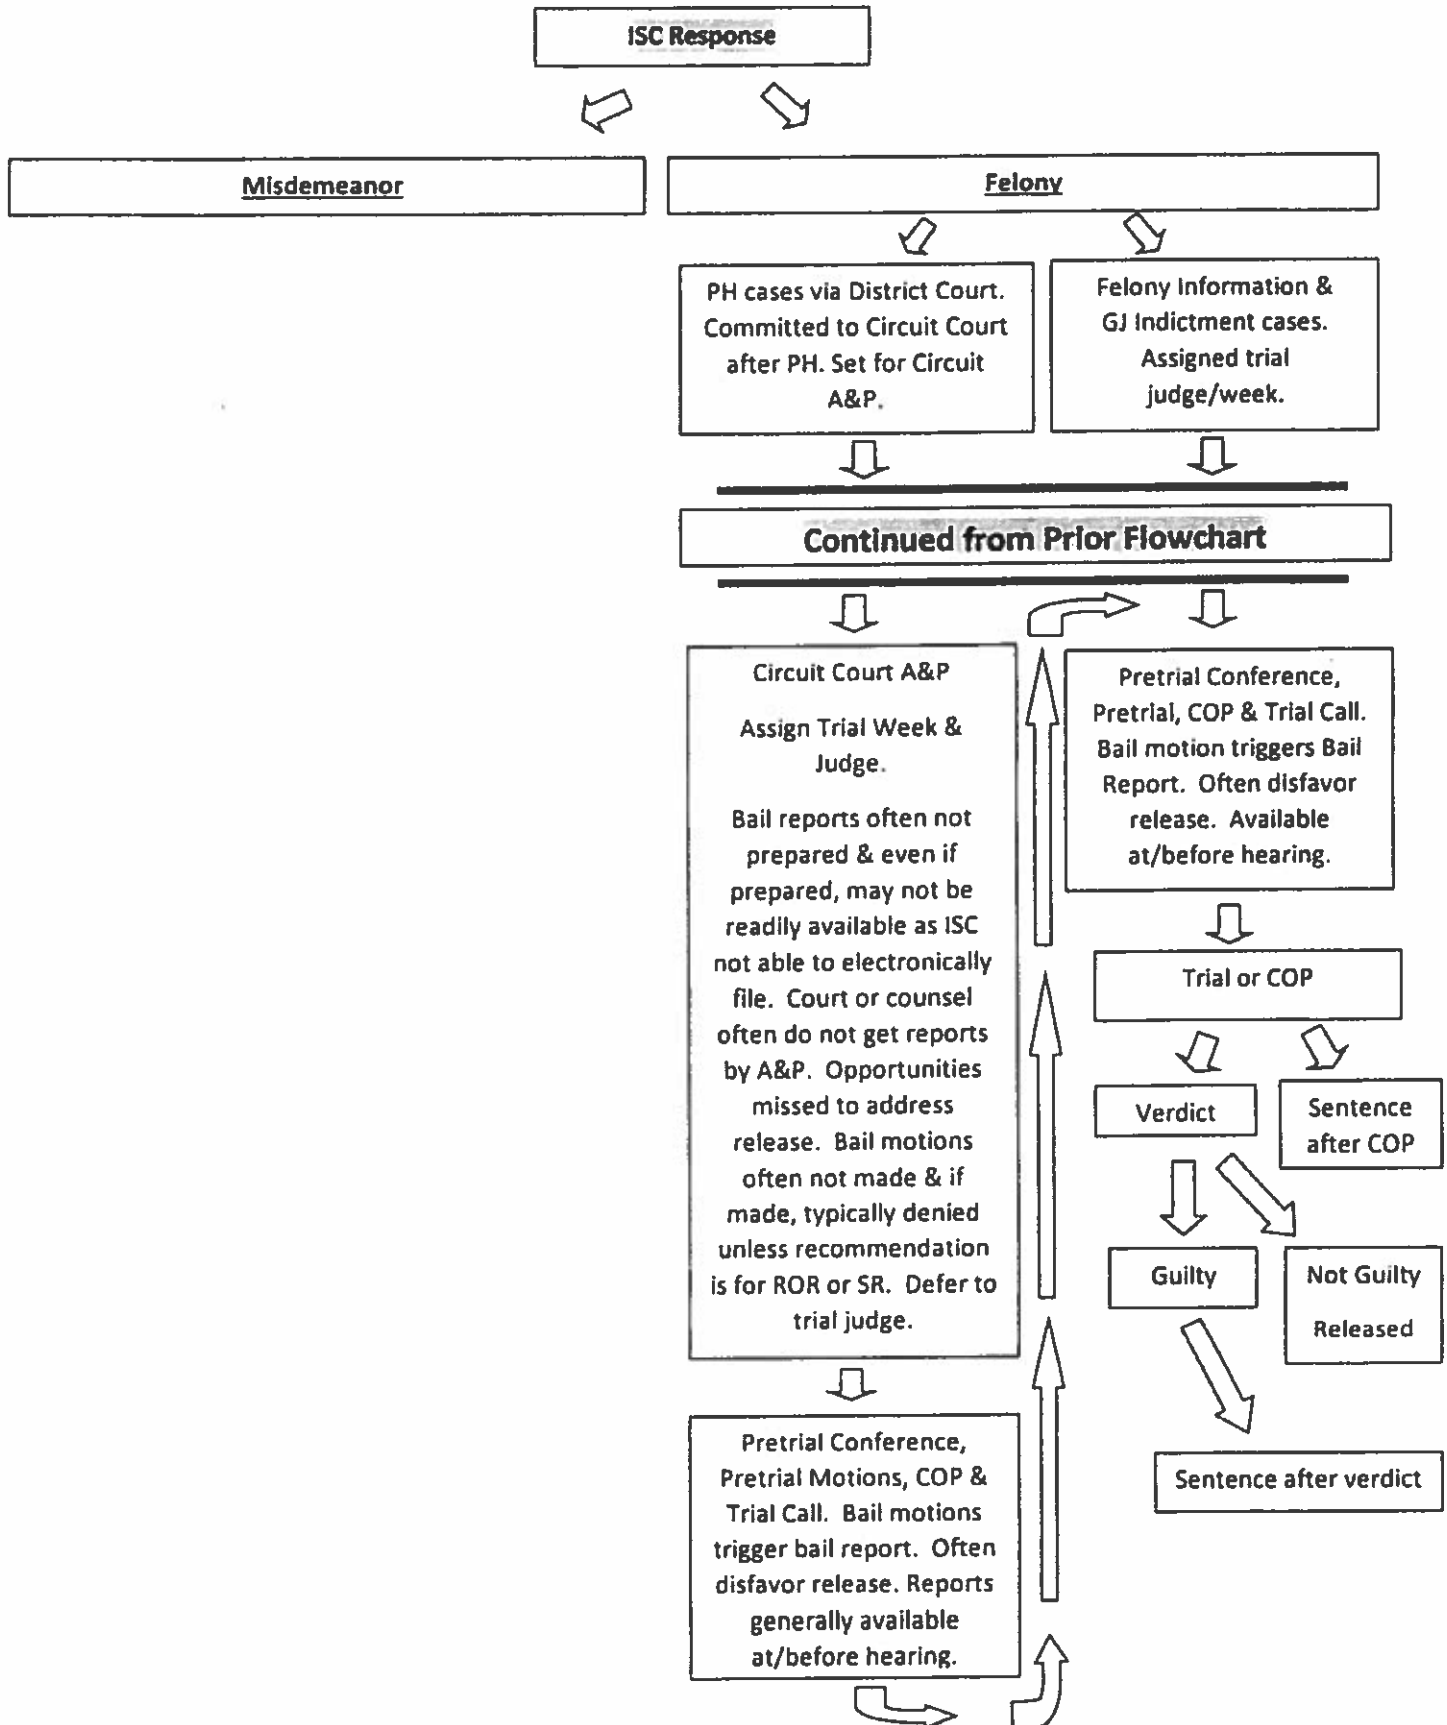 ISC Response
Misdemeanor
Felony
PH cases via District Court.
Committed to Circuit Court
after PH. Set for Circuit
A&P.
Felony Information &
GJ Indictment cases.
Assigned trial
judge/week.
Continued from Prior Flowchart
Circuit Court A&P
Assign Trial Week &
Judge.
Bail reports often not
prepared & even if
prepared, may not be
readily available as ISC
not able to electronically
file. Court or counsel
often do not get reports
by A&P. Opportunities
missed to address
release. Bail motions
often not made & if
made, typically denied
unless recommendation
is for ROR or SR. Defer to
trial judge.
Pretrial Conference,
Pretrial Motions, COP &
Trial Call. Bail motions
trigger bail report. Often
disfavor release. Reports
generally available
at/before hearing.
Pretrial Conference,
Pretrial, COP & Trial Call.
Bail motion triggers Bail
Report. Often disfavor
release. Available
at/before hearing.
Trial or COP
Verdict
Sentence
after COP
Guilty
Not Guilty
Released
Sentence after verdict